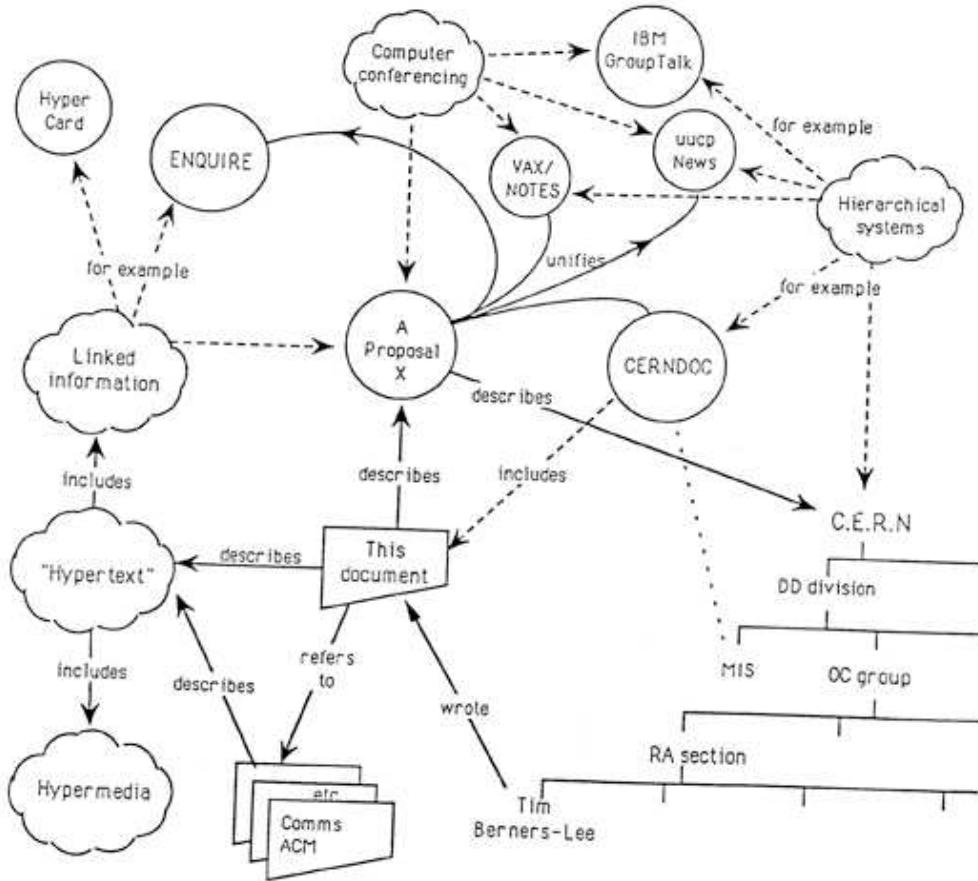 IBM
GroupTalk
Computer
conferencing
Hyper
Card
for example
uucp
News
ENQUIRE
VAX/
NOTES
Hierarchical
systems
unifies
for example
for example
A
Proposal
X
Linked
information
CERNDOC
describes
includes
describes
includes
C.E.R.N
This
document
describes
"Hypertext"
DD division
includes
describes
refers
to
MIS
OC group
wrote
RA section
Hypermedia
etc
Tim
Berners-Lee
Comms
ACM